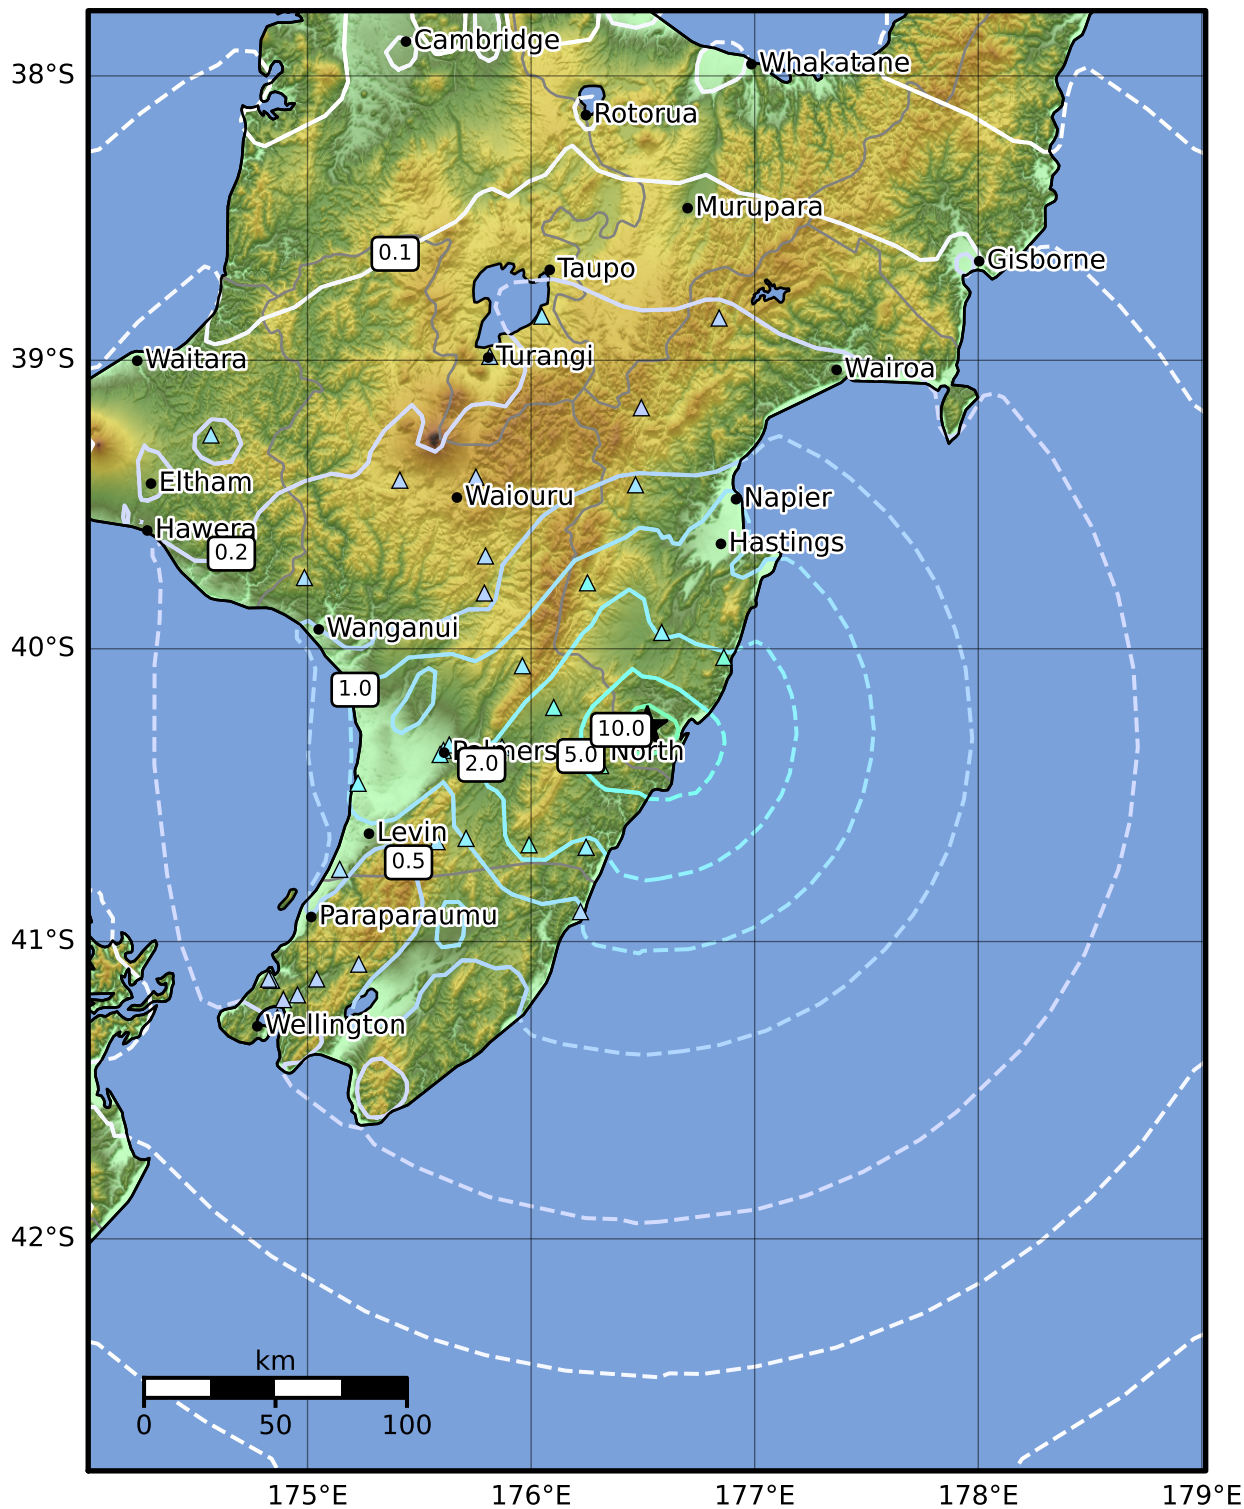 Cambridge
Whakatane
38°S
Rotorua
Murupara
0.1
Gisborne
Taupo
Turangi
39°S
Waitara
Wairoa
Eltham
Waiouru
Napier
Hawera
0.2
Hastings
Wanganui
40°S
1.0
10.0
Palmerston North
5.0
2.0
Levin
0.5
Paraparaumu
41°S
Wellington
42°S
km
0 50 100
175°E 176°E 177°E 178°E 179°E